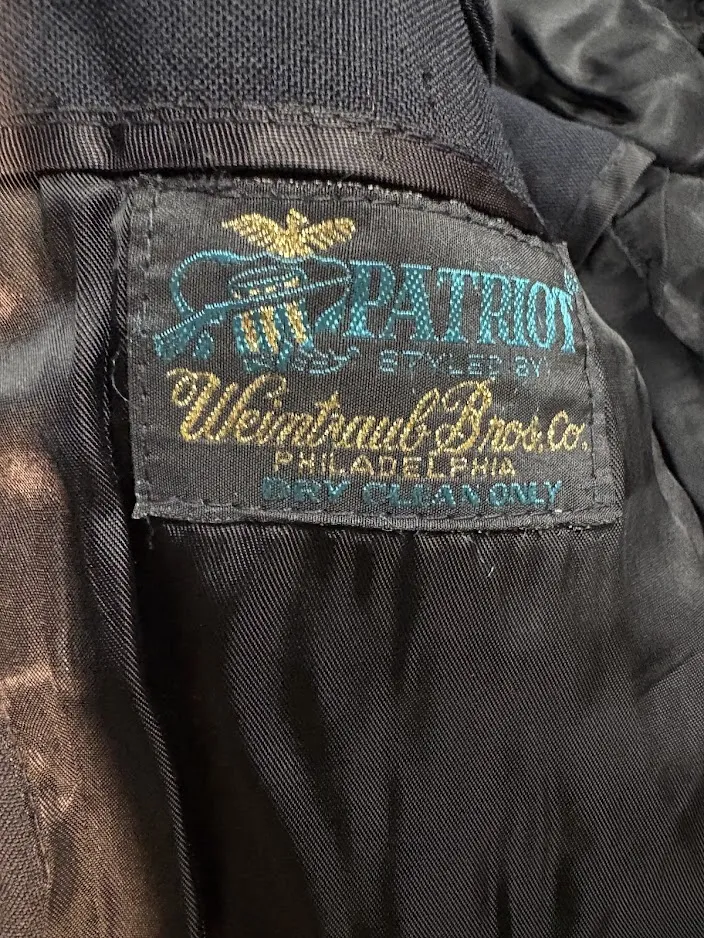 PATRIOT
STYLED BY
Weintraub Bros. Co.
PHILADELPHIA
DRY CLEAN ONLY